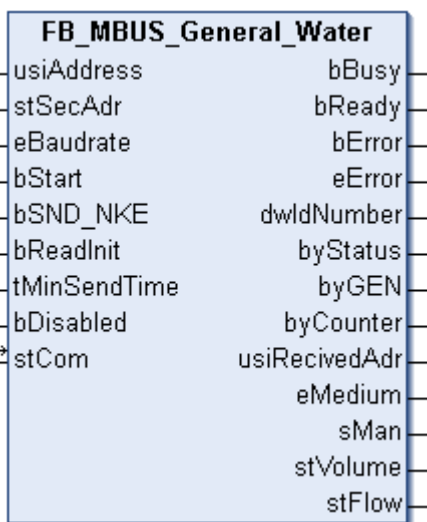 FB_MBUS_General_Water
usiAddress bBusy
stSecAdr bReady
eBaudrate bError
bStart eError
bSND_NKE dwIdNumber
bReadInit byStatus
tMinSendTime byGEN
bDisabled byCounter
stCom usiRecivedAdr
eMedium
sMan
stVolume
stFlow